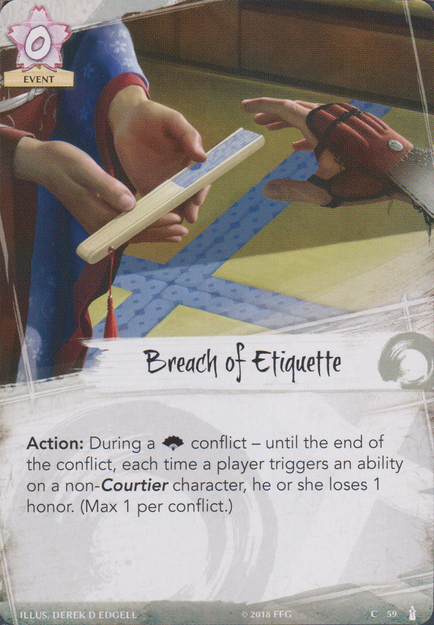 0
EVENT
Breach of Etiquette
Action: During a conflict – until the end of
the conflict, each time a player triggers an ability
on a non-Courtier character, he or she loses 1
honor. (Max 1 per conflict.)
ILLUS. DEREK D EDGELL © 2018 FFG C 59